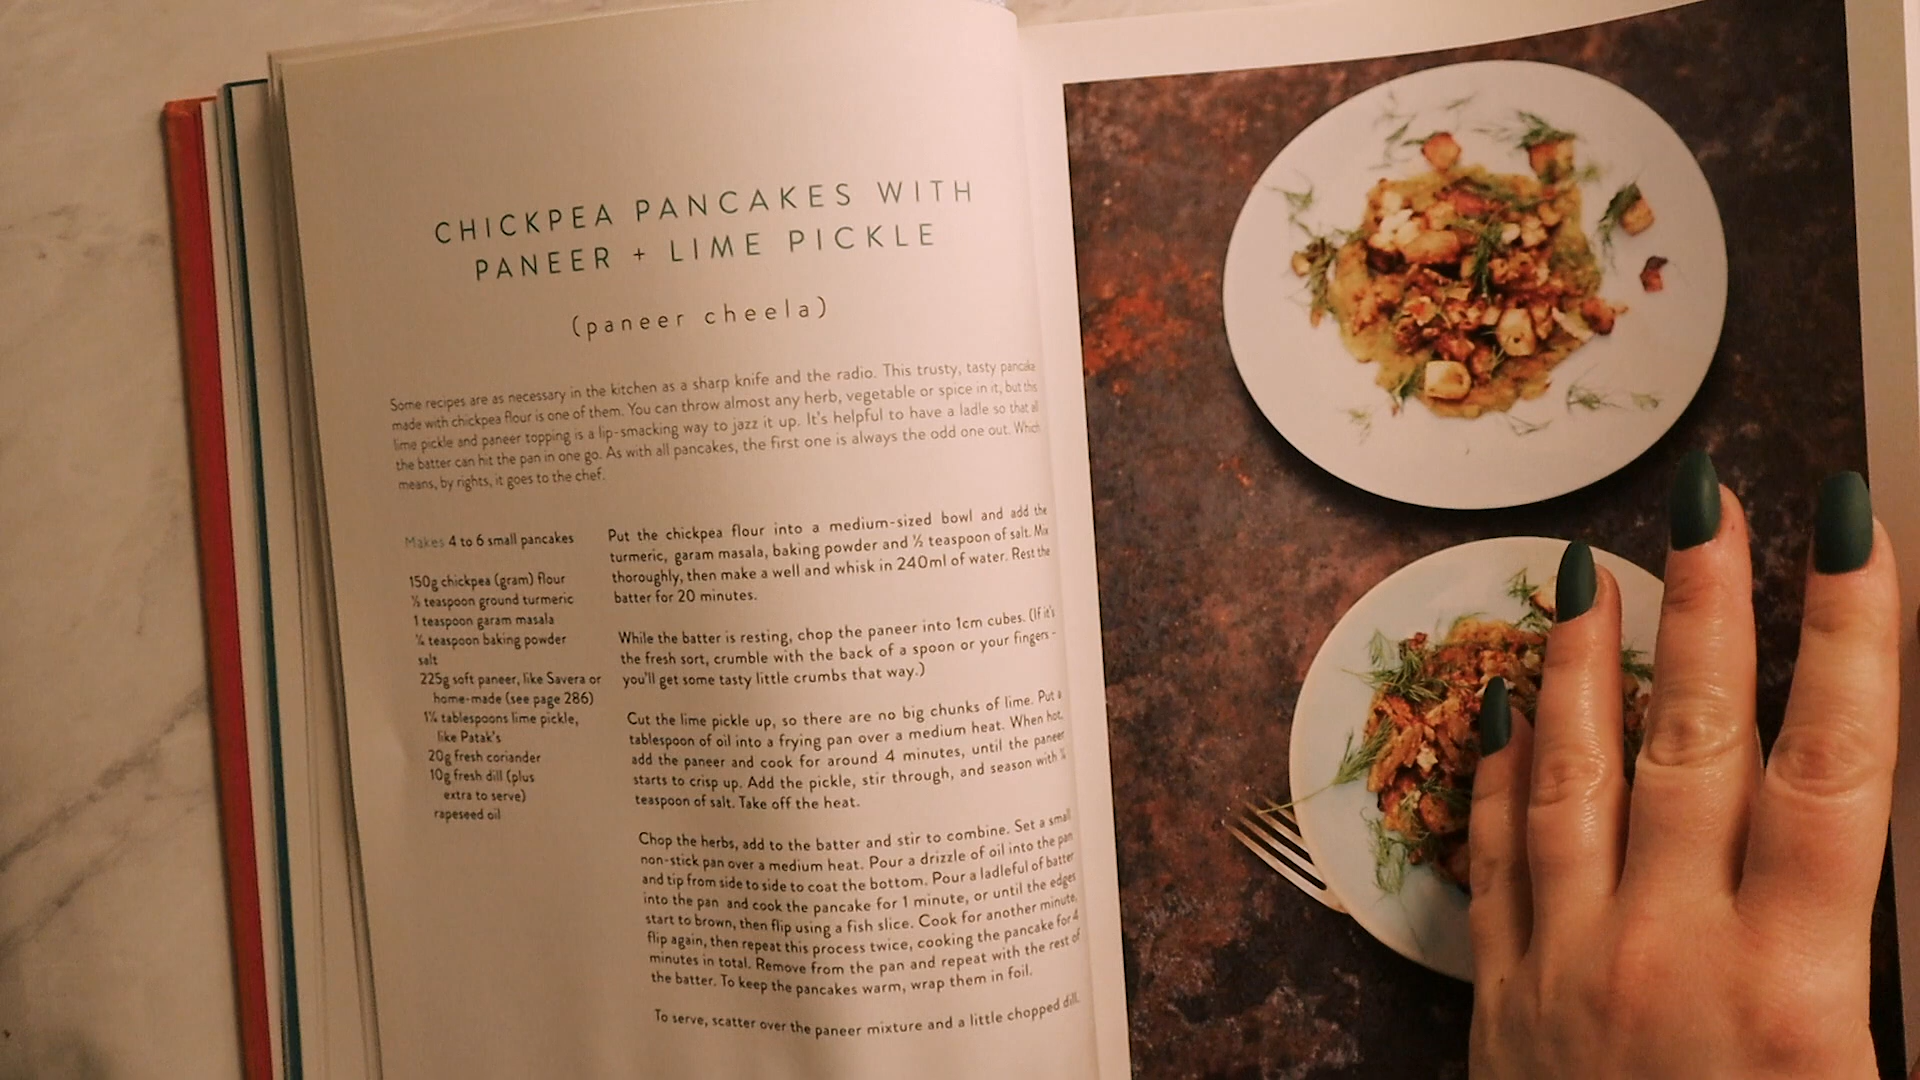 CHICKPEA PANCAKES WITH
PANEER + LIME PICKLE
(paneer cheela)
Some recipes are as necessary in the kitchen as a sharp knife and the radio. This trusty, tasty pancake
made with chickpea flour is one of them. You can throw almost any herb, vegetable or spice in it, but this
lime pickle and paneer topping is a lip-smacking way to jazz it up. It's helpful to have a ladle so that all
the batter can hit the pan in one go. As with all pancakes, the first one is always the odd one out. Which
means, by rights, it goes to the chef.
Makes 4 to 6 small pancakes
150g chickpea (gram) flour
teaspoon ground turmeric
1 teaspoon garam masala
teaspoon baking powder
salt
225g soft paneer, like Savera or
home-made (see page 286)
tablespoons lime pickle,
like Patak's
20g fresh coriander
10g fresh dill (plus
extra to serve)
rapeseed oil
Put the chickpea flour into a medium-sized bowl and add the
turmeric, garam masala, baking powder and ½ teaspoon of salt. Mix
thoroughly, then make a well and whisk in 240ml of water. Rest the
batter for 20 minutes.
While the batter is resting, chop the paneer into 1cm cubes. (If it's
the fresh sort, crumble with the back of a spoon or your fingers -
you'll get some tasty little crumbs that way.)
Cut the lime pickle up, so there are no big chunks of lime. Put a
tablespoon of oil into a frying pan over a medium heat. When hot,
add the paneer and cook for around 4 minutes, until the paneer
starts to crisp up. Add the pickle, stir through, and season with
teaspoon of salt. Take off the heat.
Chop the herbs, add to the batter and stir to combine. Set a small
non-stick pan over a medium heat. Pour a drizzle of oil into the pan
and tip from side to side to coat the bottom. Pour a ladleful of batter
into the pan and cook the pancake for 1 minute, or until the edges
start to brown, then flip using a fish slice. Cook for another minute,
flip again, then repeat this process twice, cooking the pancake for 4
minutes in total. Remove from the pan and repeat with the rest of
the batter. To keep the pancakes warm, wrap them in foil.
To serve, scatter over the paneer mixture and a little chopped dill.